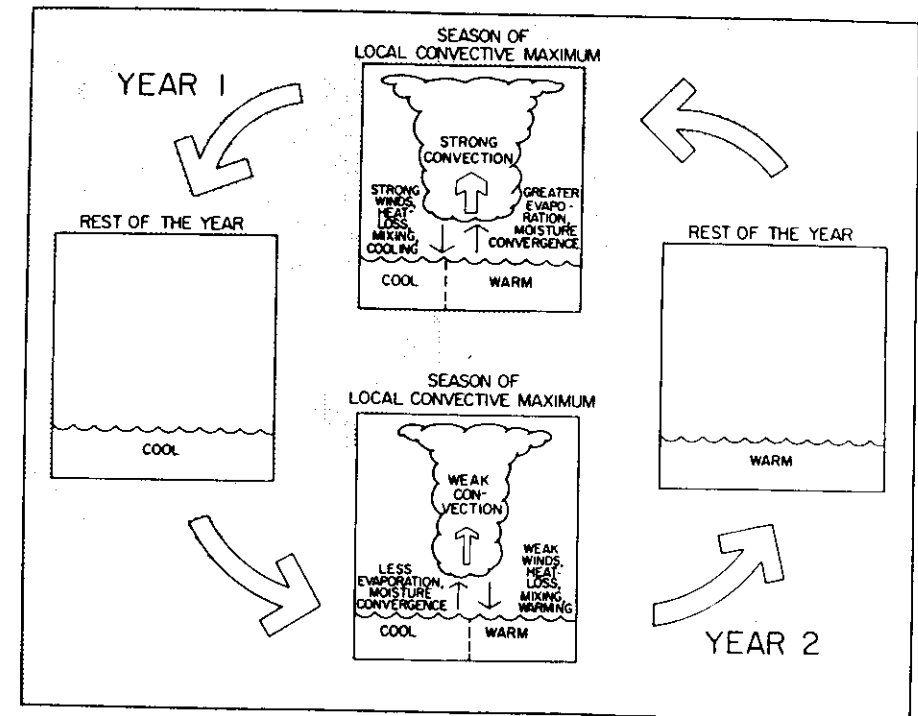 SEASON OF
LOCAL CONVECTIVE MAXIMUM
YEAR 1
STRONG
CONVECTION
STRONG
WINDS,
HEAT-
LOSS,
MIXING,
COOLING
GREATER
EVAPO-
RATION,
MOISTURE
CONVERGENCE
COOL
WARM
REST OF THE YEAR
COOL
REST OF THE YEAR
WARM
SEASON OF
LOCAL CONVECTIVE MAXIMUM
WEAK
CON-
VECTION
LESS
EVAPORATION,
MOISTURE
CONVERGENCE
WEAK
WINDS,
HEAT-
LOSS,
MIXING,
WARMING
COOL
WARM
YEAR 2